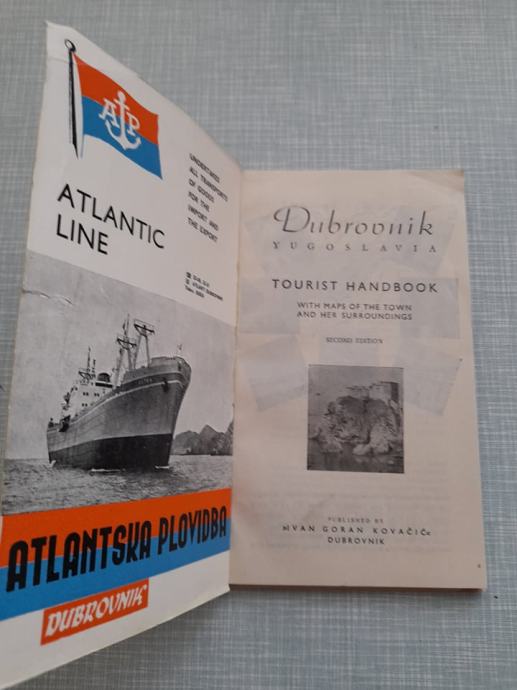 AP
ATLANTIC
LINE
UNDERTAKES
ALL TRANSPORTS
OF GOODS
FOR THE
IMPORT AND
THE EXPORT
ATLANTSKA PLOVIDBA
DUBROVNIK
Dubrovnik
YUGOSLAVIA
TOURIST HANDBOOK
WITH MAPS OF THE TOWN
AND HER SURROUNDINGS
SECOND EDITION
PUBLISHED BY
»IVAN GORAN KOVAČIĆ«
DUBROVNIK